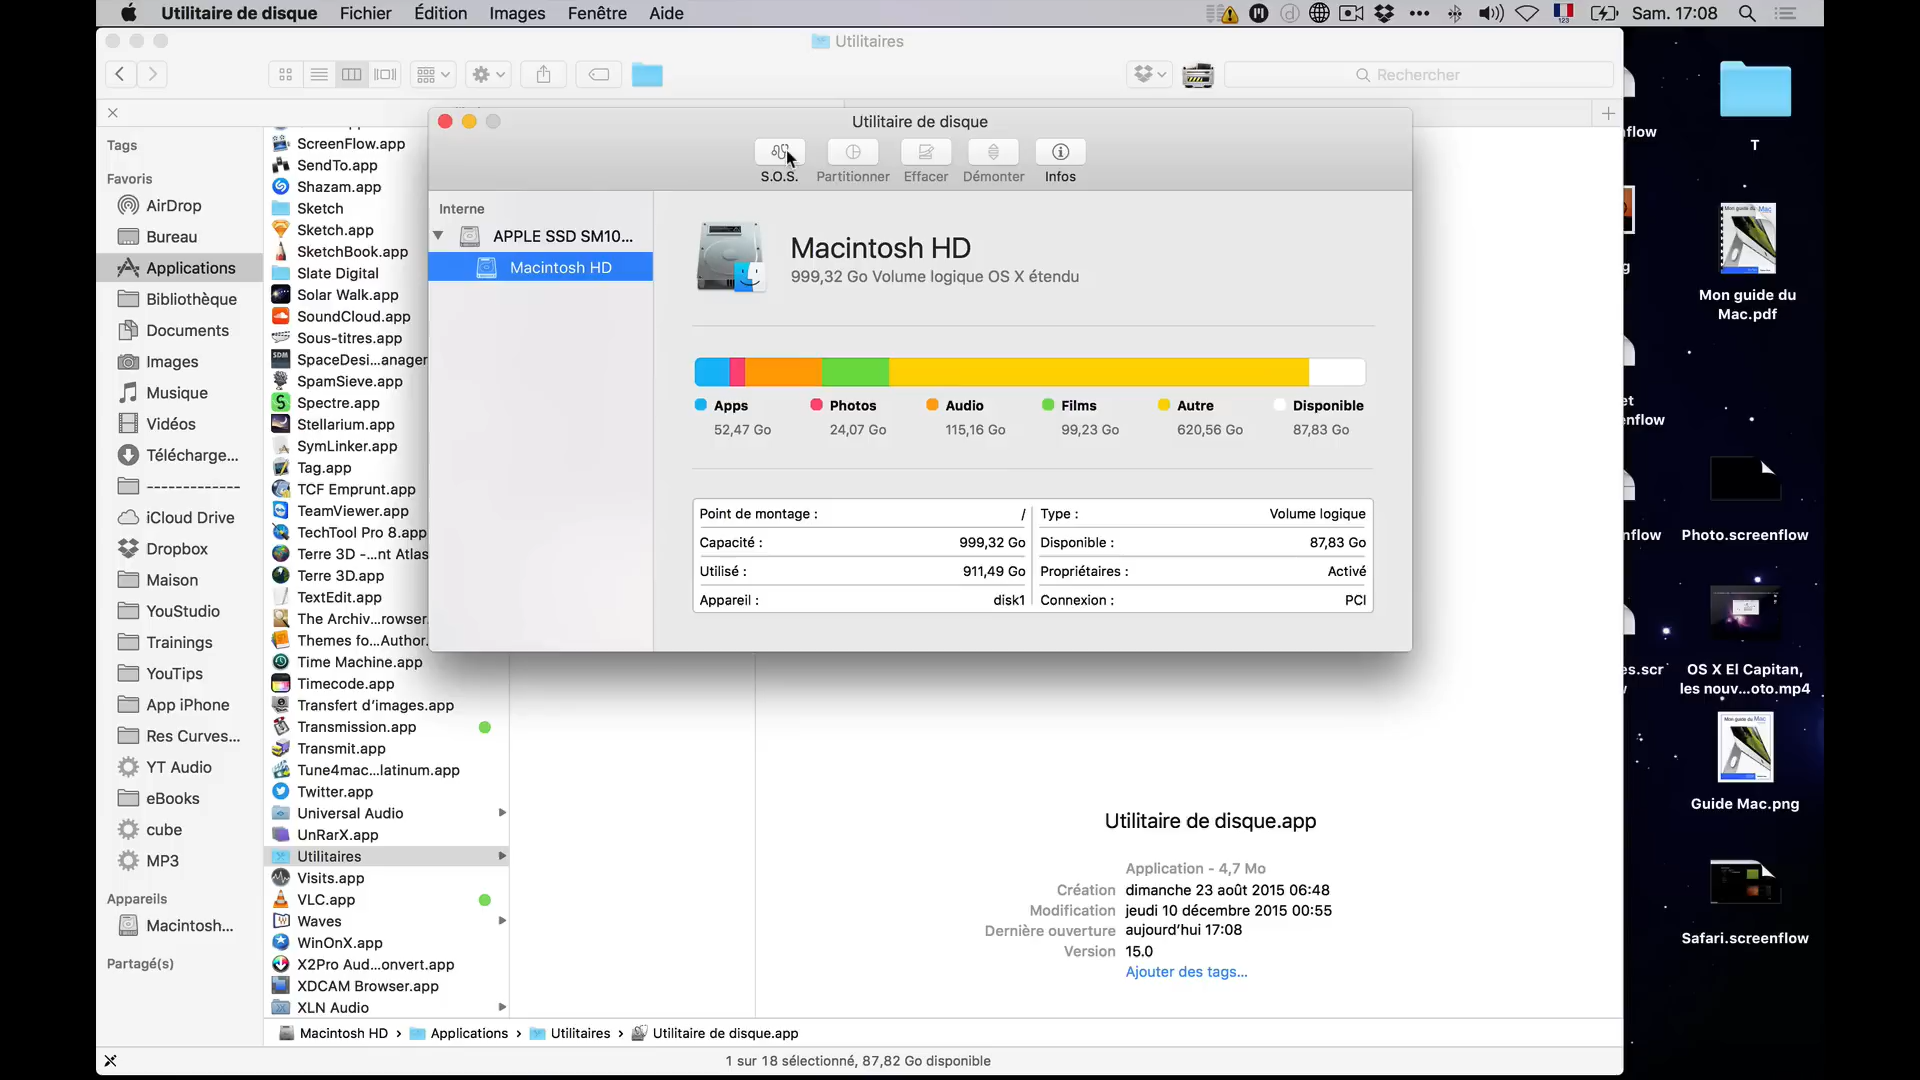 Utilitaire de disque Fichier Édition Images Fenêtre Aide
Sam. 17:08
Utilitaires
Rechercher
Tags
Favoris
AirDrop
Bureau
Applications
Bibliothèque
Documents
Images
Musique
Vidéos
Télécharge...
-------------
iCloud Drive
Dropbox
Maison
YouStudio
Trainings
YouTips
App iPhone
Res Curves...
YT Audio
eBooks
cube
MP3
Appareils
Macintosh...
Partagé(s)
ScreenFlow.app
SendTo.app
Shazam.app
Sketch
Sketch.app
SketchBook.app
Slate Digital
Solar Walk.app
SoundCloud.app
Sous-titres.app
SpaceDesi...anager
SpamSieve.app
Spectre.app
Stellarium.app
SymLinker.app
Tag.app
TCF Emprunt.app
TeamViewer.app
TechTool Pro 8.app
Terre 3D -...nt Atlas
Terre 3D.app
TextEdit.app
The Archiv...rowser.
Themes fo...Author.
Time Machine.app
Timecode.app
Transfert d'images.app
Transmission.app
Transmit.app
Tune4mac...latinum.app
Twitter.app
Universal Audio
UnRarX.app
Utilitaires
Visits.app
VLC.app
Waves
WinOnX.app
X2Pro Aud...onvert.app
XDCAM Browser.app
XLN Audio
Utilitaire de disque
S.O.S. Partitionner Effacer Démonter Infos
Interne
APPLE SSD SM10...
Macintosh HD
Macintosh HD
999,32 Go Volume logique OS X étendu
Apps Photos Audio Films Autre Disponible
52,47 Go 24,07 Go 115,16 Go 99,23 Go 620,56 Go 87,83 Go
Point de montage : / Type : Volume logique
Capacité : 999,32 Go Disponible : 87,83 Go
Utilisé : 911,49 Go Propriétaires : Activé
Appareil : disk1 Connexion : PCI
Utilitaire de disque.app
Application - 4,7 Mo
Création dimanche 23 août 2015 06:48
Modification jeudi 10 décembre 2015 00:55
Dernière ouverture aujourd'hui 17:08
Version 15.0
Ajouter des tags...
Macintosh HD › Applications › Utilitaires › Utilitaire de disque.app
1 sur 18 sélectionné, 87,82 Go disponible
flow
T
g
Mon guide du
Mac.pdf
et
enflow
nflow
Photo.screenflow
es.scr
OS X El Capitan,
les nouv...oto.mp4
Guide Mac.png
Safari.screenflow